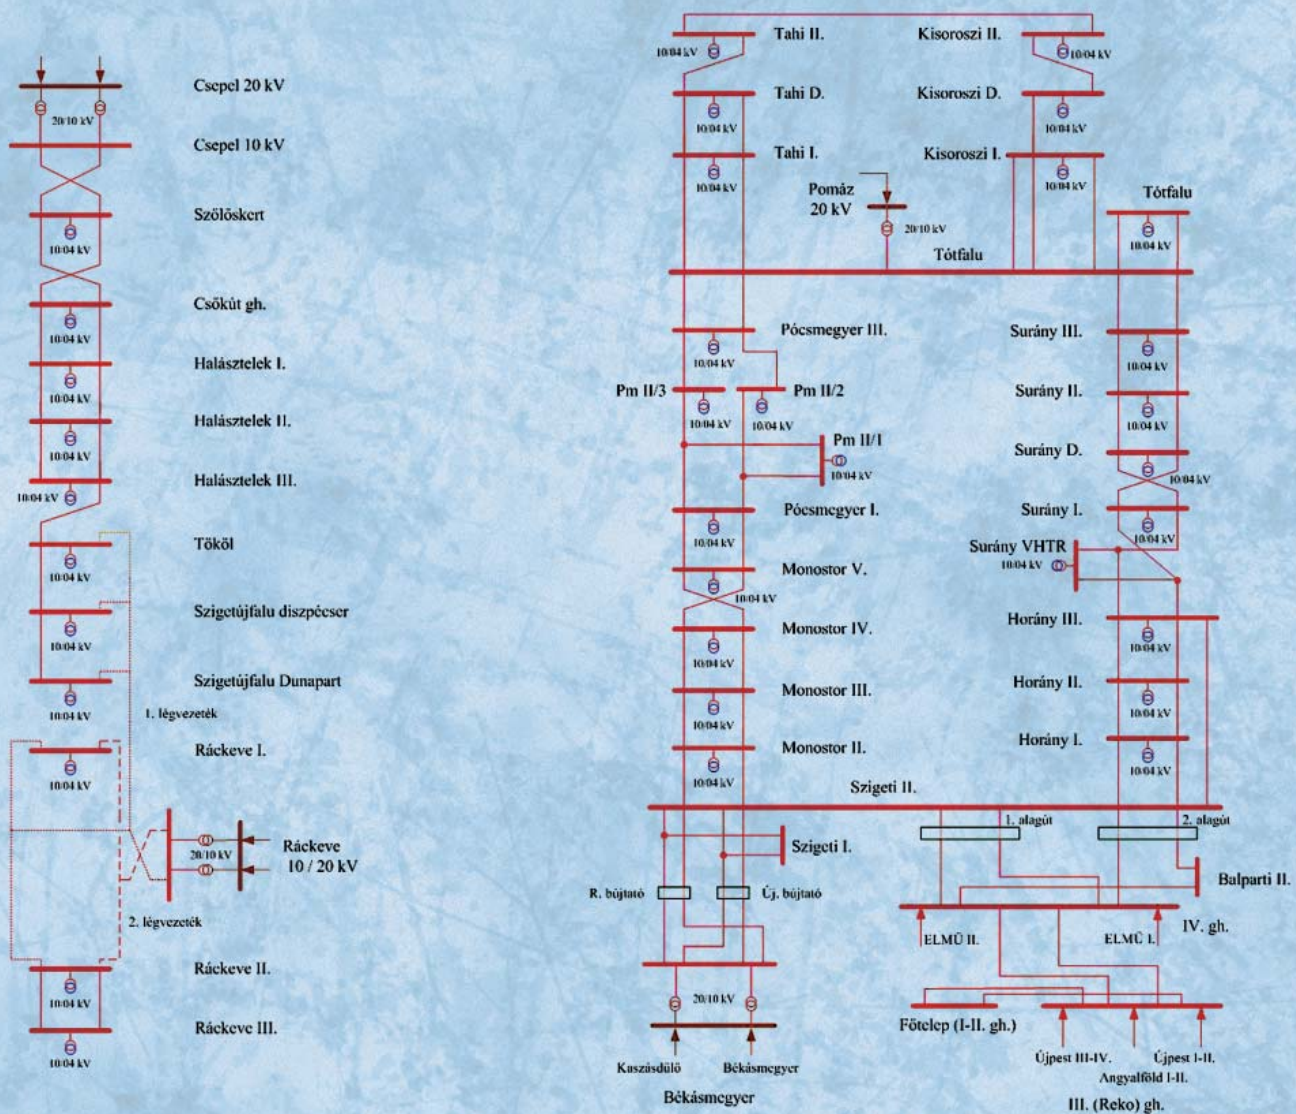 Csepel 20 kV
20/10 kV
Csepel 10 kV
Szölöskert
10/04 kV
Csőkút gh.
10/04 kV
Halásztelek I.
10/04 kV
Halásztelek II.
10/04 kV
Halásztelek III.
10/04 kV
Tököl
10/04 kV
Szigetújfalu diszpécser
10/04 kV
Szigetújfalu Dunapart
10/04 kV
1. légvezeték
Ráckeve I.
10/04 kV
20/10 kV
Ráckeve
10 / 20 kV
2. légvezeték
Ráckeve II.
10/04 kV
Ráckeve III.
10/04 kV
Tahi II.
10/04 kV
Tahi D.
10/04 kV
Tahi I.
10/04 kV
Kisoroszi II.
10/04 kV
Kisoroszi D.
10/04 kV
Kisoroszi I.
10/04 kV
Pomáz
20 kV
20/10 kV
Tótfalu
10/04 kV
Tótfalu
Pócsmegyer III.
10/04 kV
Pm II/3
10/04 kV
Pm II/2
10/04 kV
Pm II/1
10/04 kV
Pócsmegyer I.
10/04 kV
Monostor V.
10/04 kV
Monostor IV.
10/04 kV
Monostor III.
10/04 kV
Monostor II.
10/04 kV
Surány III.
10/04 kV
Surány II.
10/04 kV
Surány D.
10/04 kV
Surány I.
10/04 kV
Surány VHTR
10/04 kV
Horány III.
10/04 kV
Horány II.
10/04 kV
Horány I.
10/04 kV
Szigeti II.
1. alagút
2. alagút
Szigeti I.
R. bújtató
Új. bújtató
Balparti II.
IV. gh.
ELMŰ II.
ELMŰ I.
20/10 kV
Kaszásdülö
Békásmegyer
Békásmegyer
Fötelep (I-II. gh.)
Újpest III-IV.
Újpest I-II.
Angyalföld I-II.
III. (Reko) gh.